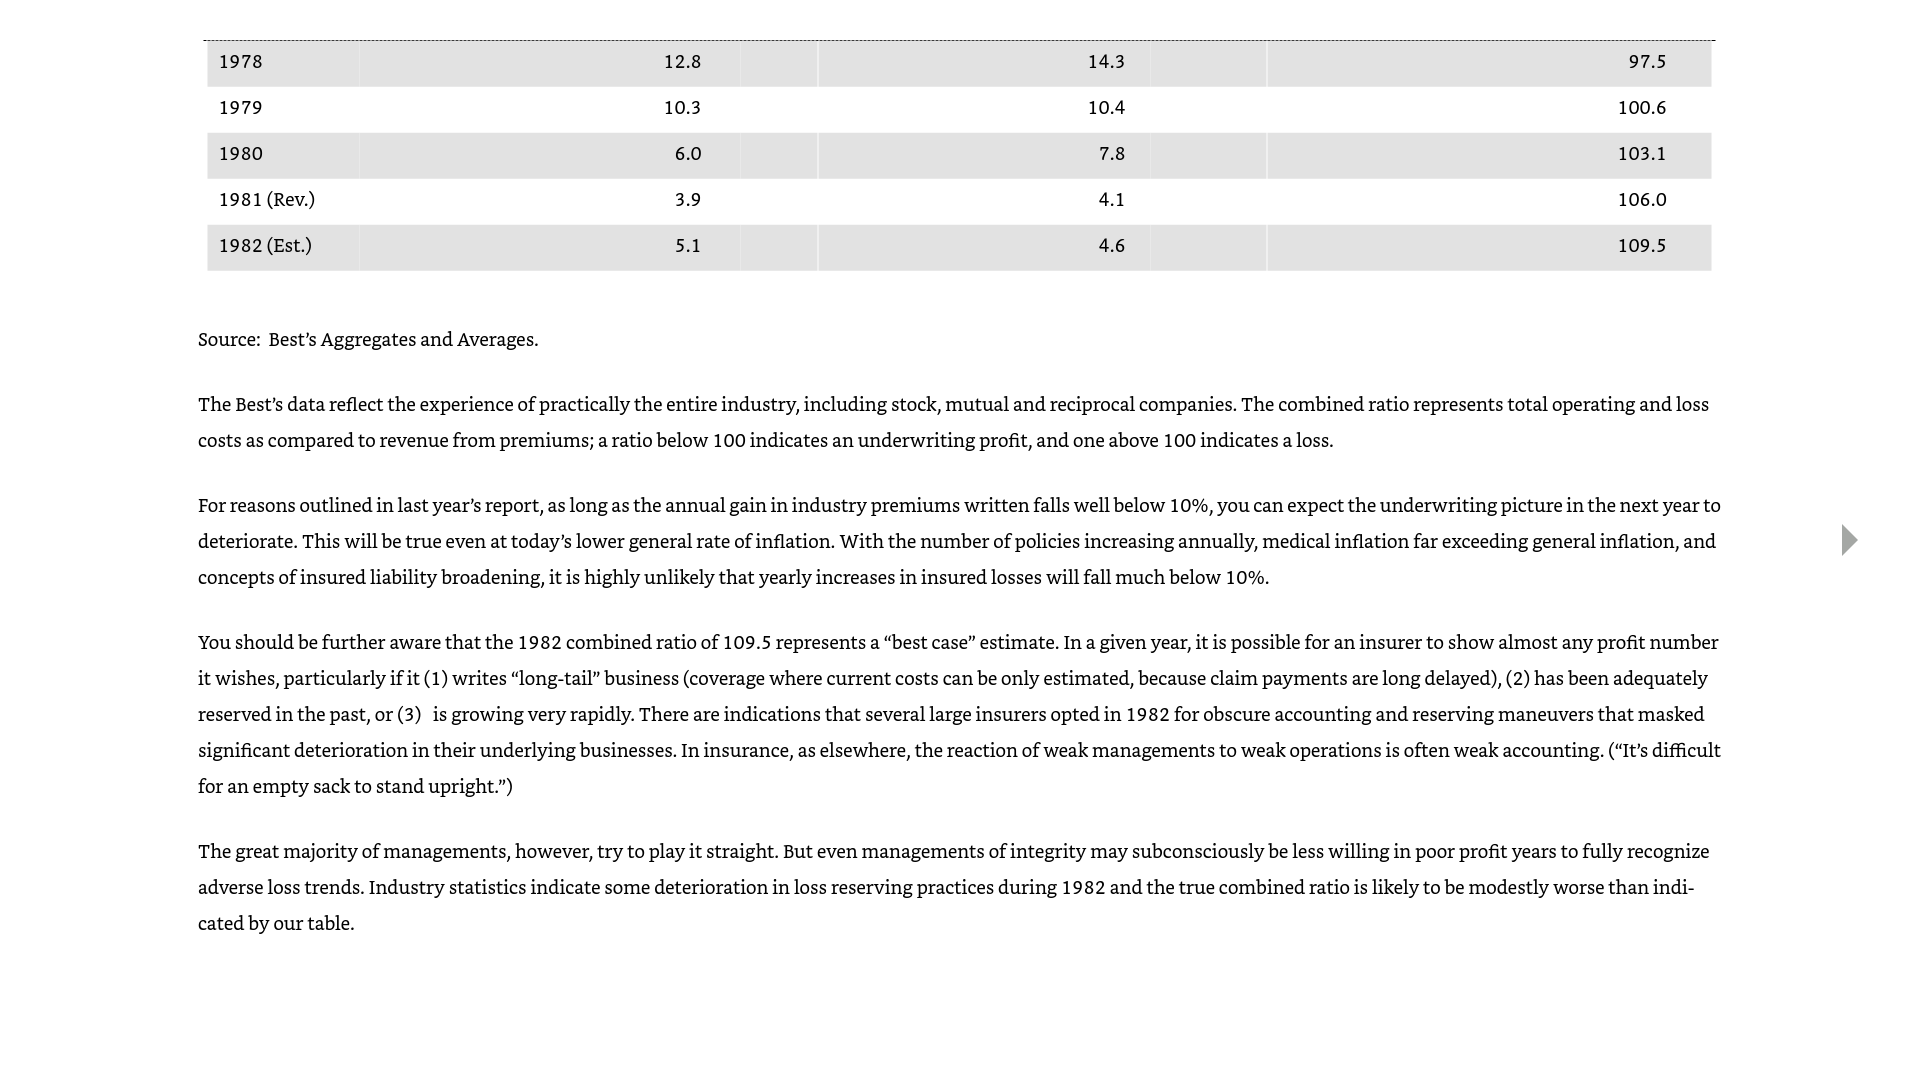 1978 12.8 14.3 97.5
1979 10.3 10.4 100.6
1980 6.0 7.8 103.1
1981 (Rev.) 3.9 4.1 106.0
1982 (Est.) 5.1 4.6 109.5
Source:  Best’s Aggregates and Averages.
The Best’s data reflect the experience of practically the entire industry, including stock, mutual and reciprocal companies. The combined ratio represents total operating and loss
costs as compared to revenue from premiums; a ratio below 100 indicates an underwriting profit, and one above 100 indicates a loss.
For reasons outlined in last year’s report, as long as the annual gain in industry premiums written falls well below 10%, you can expect the underwriting picture in the next year to
deteriorate. This will be true even at today’s lower general rate of inflation. With the number of policies increasing annually, medical inflation far exceeding general inflation, and
concepts of insured liability broadening, it is highly unlikely that yearly increases in insured losses will fall much below 10%.
You should be further aware that the 1982 combined ratio of 109.5 represents a “best case” estimate. In a given year, it is possible for an insurer to show almost any profit number
it wishes, particularly if it (1) writes “long-tail” business (coverage where current costs can be only estimated, because claim payments are long delayed), (2) has been adequately
reserved in the past, or (3)  is growing very rapidly. There are indications that several large insurers opted in 1982 for obscure accounting and reserving maneuvers that masked
significant deterioration in their underlying businesses. In insurance, as elsewhere, the reaction of weak managements to weak operations is often weak accounting. (“It’s difficult
for an empty sack to stand upright.”)
The great majority of managements, however, try to play it straight. But even managements of integrity may subconsciously be less willing in poor profit years to fully recognize
adverse loss trends. Industry statistics indicate some deterioration in loss reserving practices during 1982 and the true combined ratio is likely to be modestly worse than indi-
cated by our table.